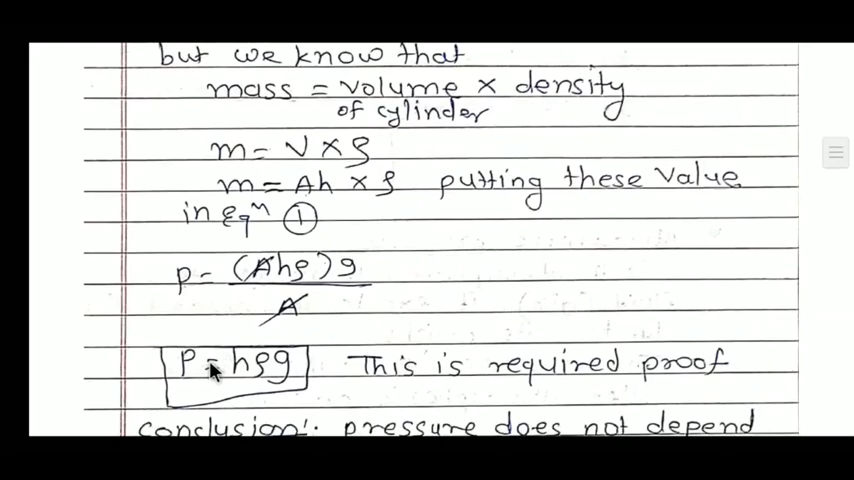 but we know that
mass = volume × density
of cylinder
m = V × ρ
m = Ah × ρ putting these value
in eqⁿ ①
P = (Ahρ)g
A
P = hρg This is required proof
conclusion:. pressure does not depend